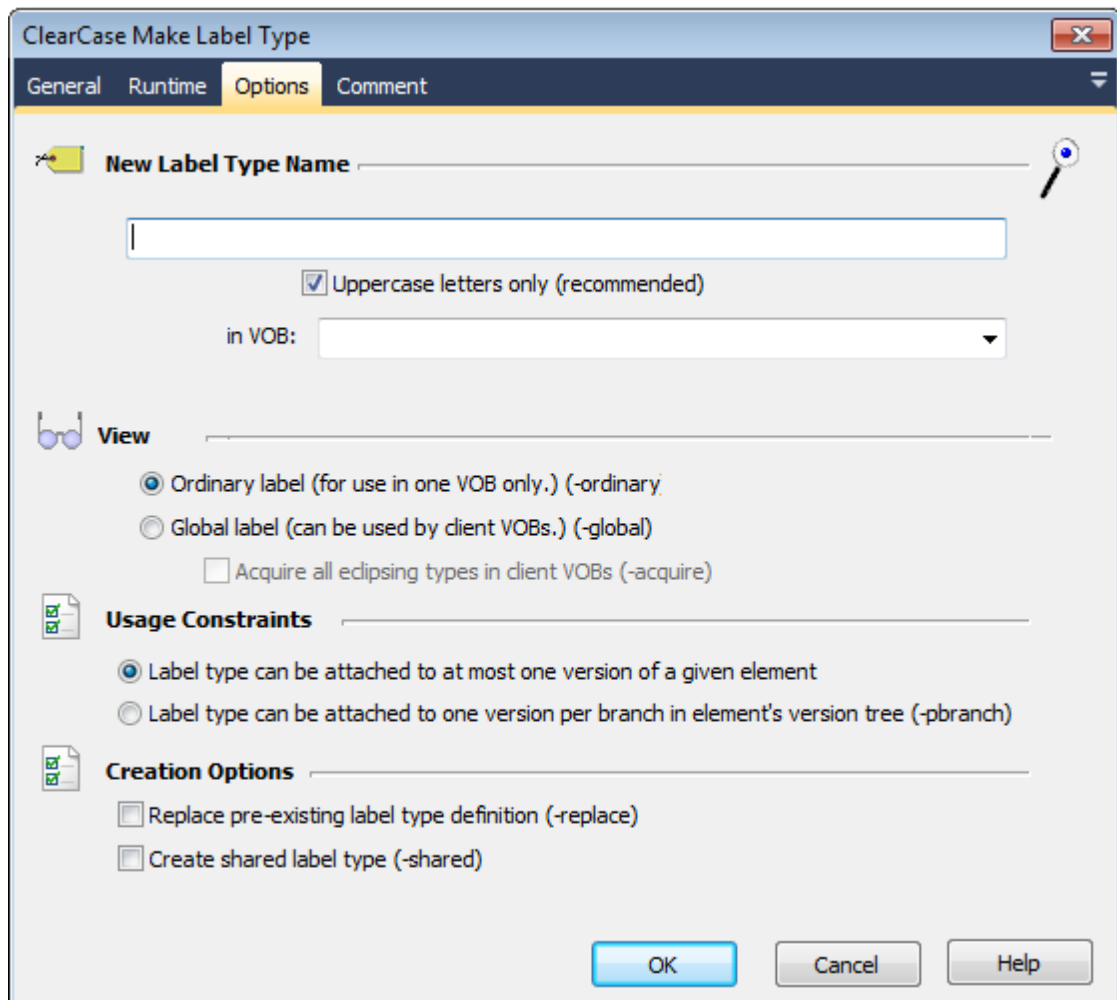 ClearCase Make Label Type
General Runtime Options Comment
New Label Type Name
Uppercase letters only (recommended)
in VOB:
View
Ordinary label (for use in one VOB only.) (-ordinary
Global label (can be used by client VOBs.) (-global)
Acquire all eclipsing types in client VOBs (-acquire)
Usage Constraints
Label type can be attached to at most one version of a given element
Label type can be attached to one version per branch in element's version tree (-pbranch)
Creation Options
Replace pre-existing label type definition (-replace)
Create shared label type (-shared)
OK Cancel Help